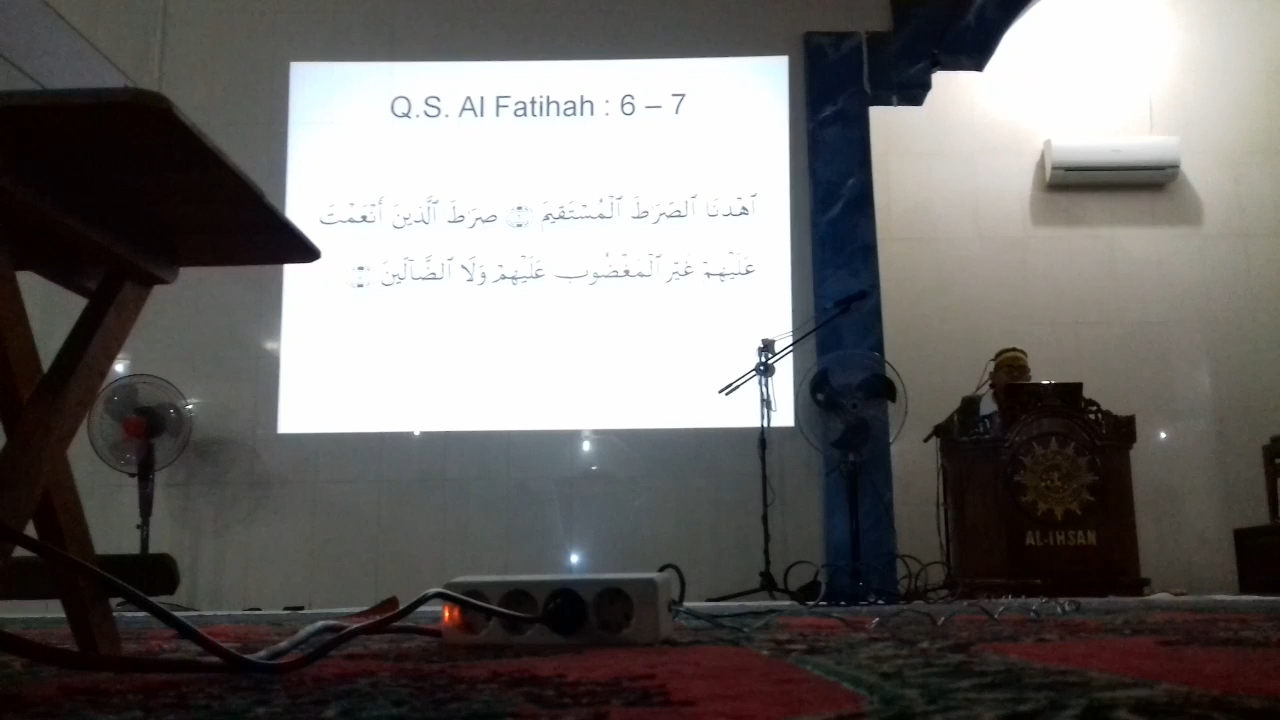 Q.S. Al Fatihah : 6 – 7
ٱهْدِنَا ٱلصِّرَٰطَ ٱلْمُسْتَقِيمَ ۝ صِرَٰطَ ٱلَّذِينَ أَنْعَمْتَ
عَلَيْهِمْ غَيْرِ ٱلْمَغْضُوبِ عَلَيْهِمْ وَلَا ٱلضَّآلِّينَ ۝
AL-IHSAN